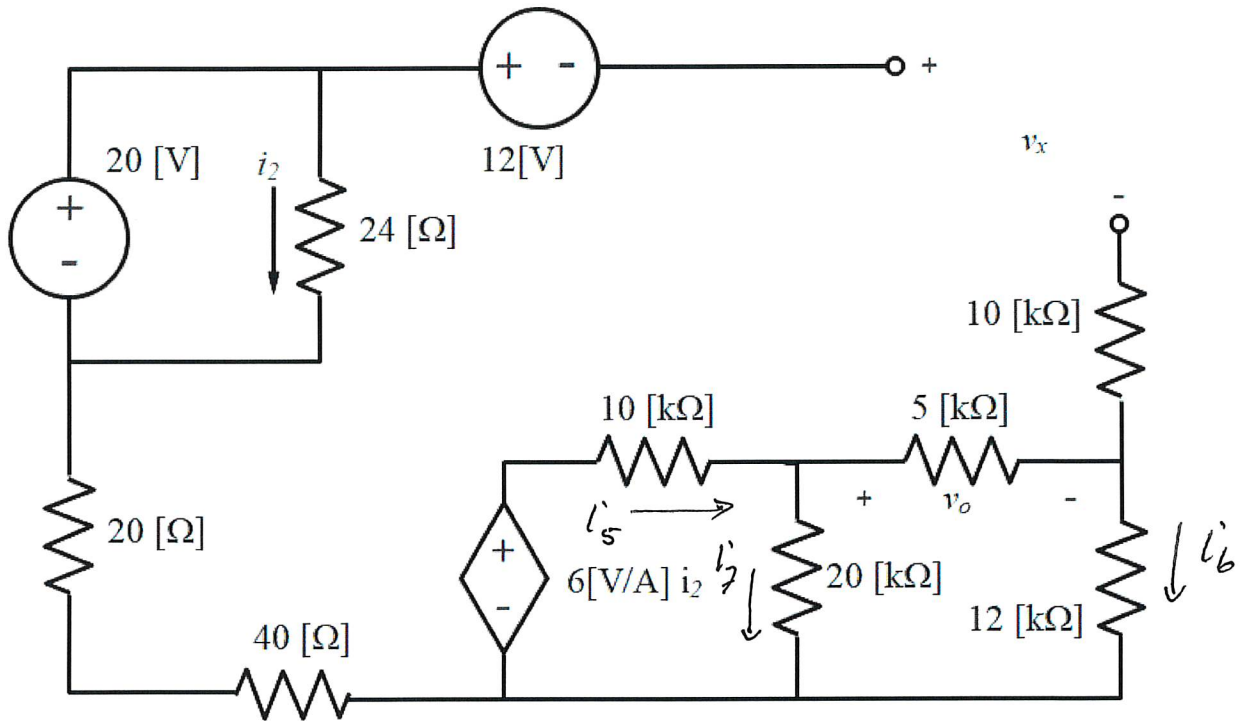 + - +
20 [V] i₂ 12[V] vₓ
+ -
24 [Ω]
-
10 [kΩ]
10 [kΩ] 5 [kΩ]
+ vₒ -
20 [Ω] i₅
+ 6[V/A] i₂ i₇ 20 [kΩ] i₆
-
12 [kΩ]
40 [Ω]